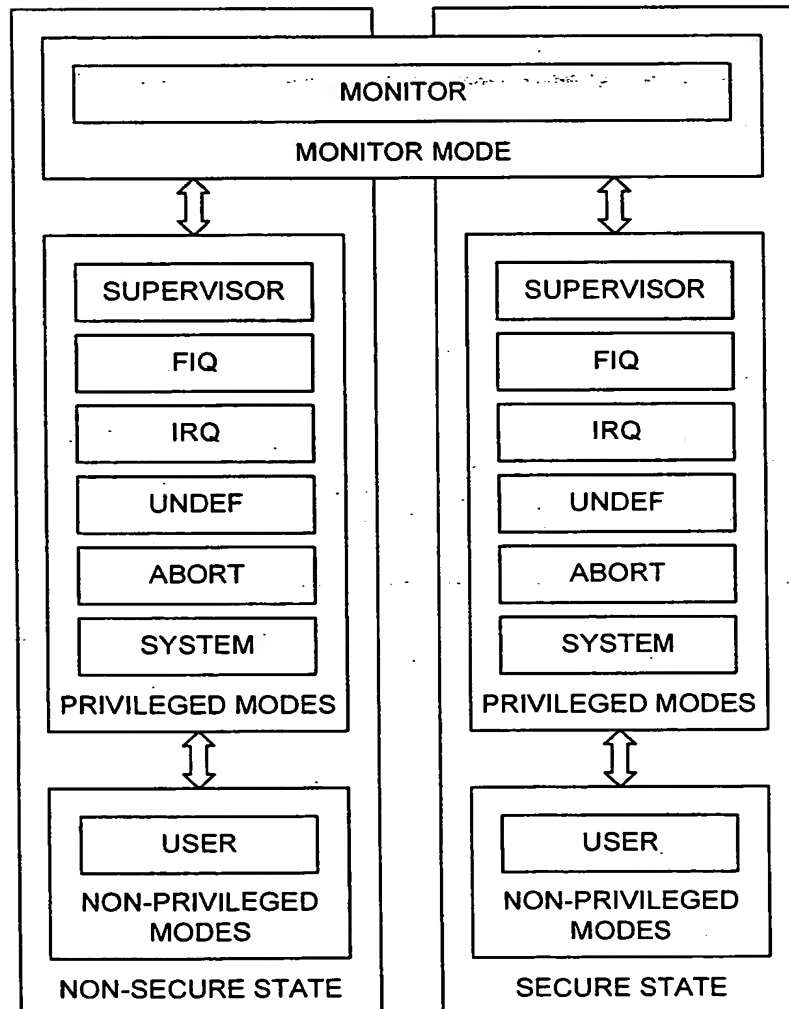 MONITOR
MONITOR MODE
SUPERVISOR
FIQ
IRQ
UNDEF
ABORT
SYSTEM
PRIVILEGED MODES
USER
NON-PRIVILEGED
MODES
NON-SECURE STATE
SUPERVISOR
FIQ
IRQ
UNDEF
ABORT
SYSTEM
PRIVILEGED MODES
USER
NON-PRIVILEGED
MODES
SECURE STATE